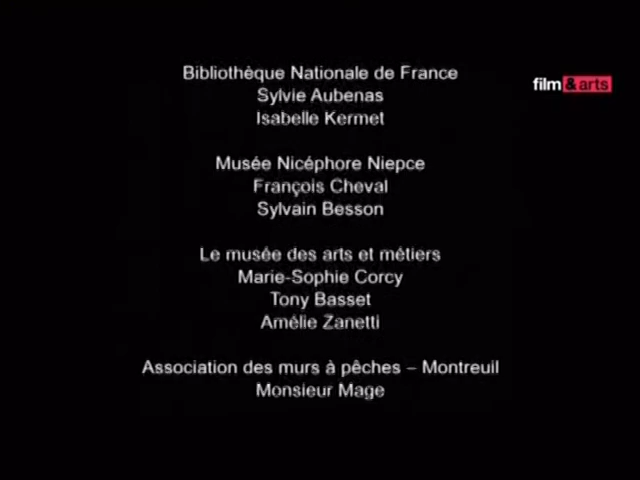 Bibliothèque Nationale de France
Sylvie Aubenas
Isabelle Kermet
film&arts
Musée Nicéphore Niepce
François Cheval
Sylvain Besson
Le musée des arts et métiers
Marie-Sophie Corcy
Tony Basset
Amélie Zanetti
Association des murs à pêches – Montreuil
Monsieur Mage